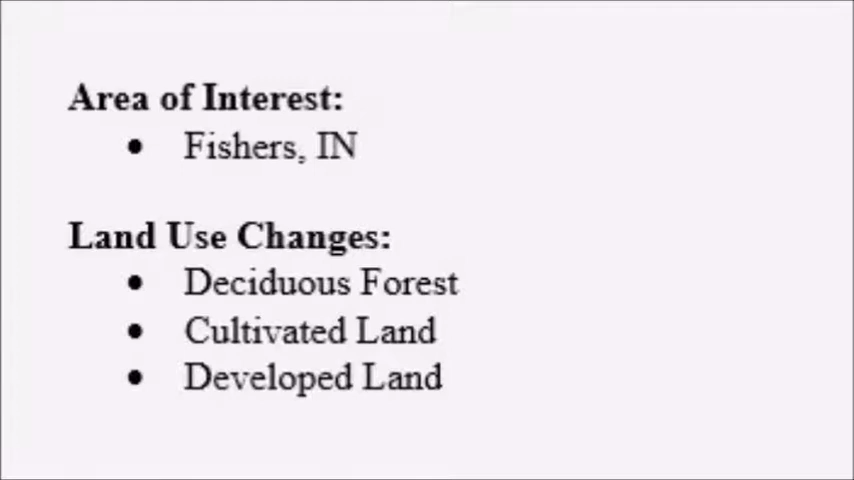 Area of Interest:
• Fishers, IN
Land Use Changes:
• Deciduous Forest
• Cultivated Land
• Developed Land